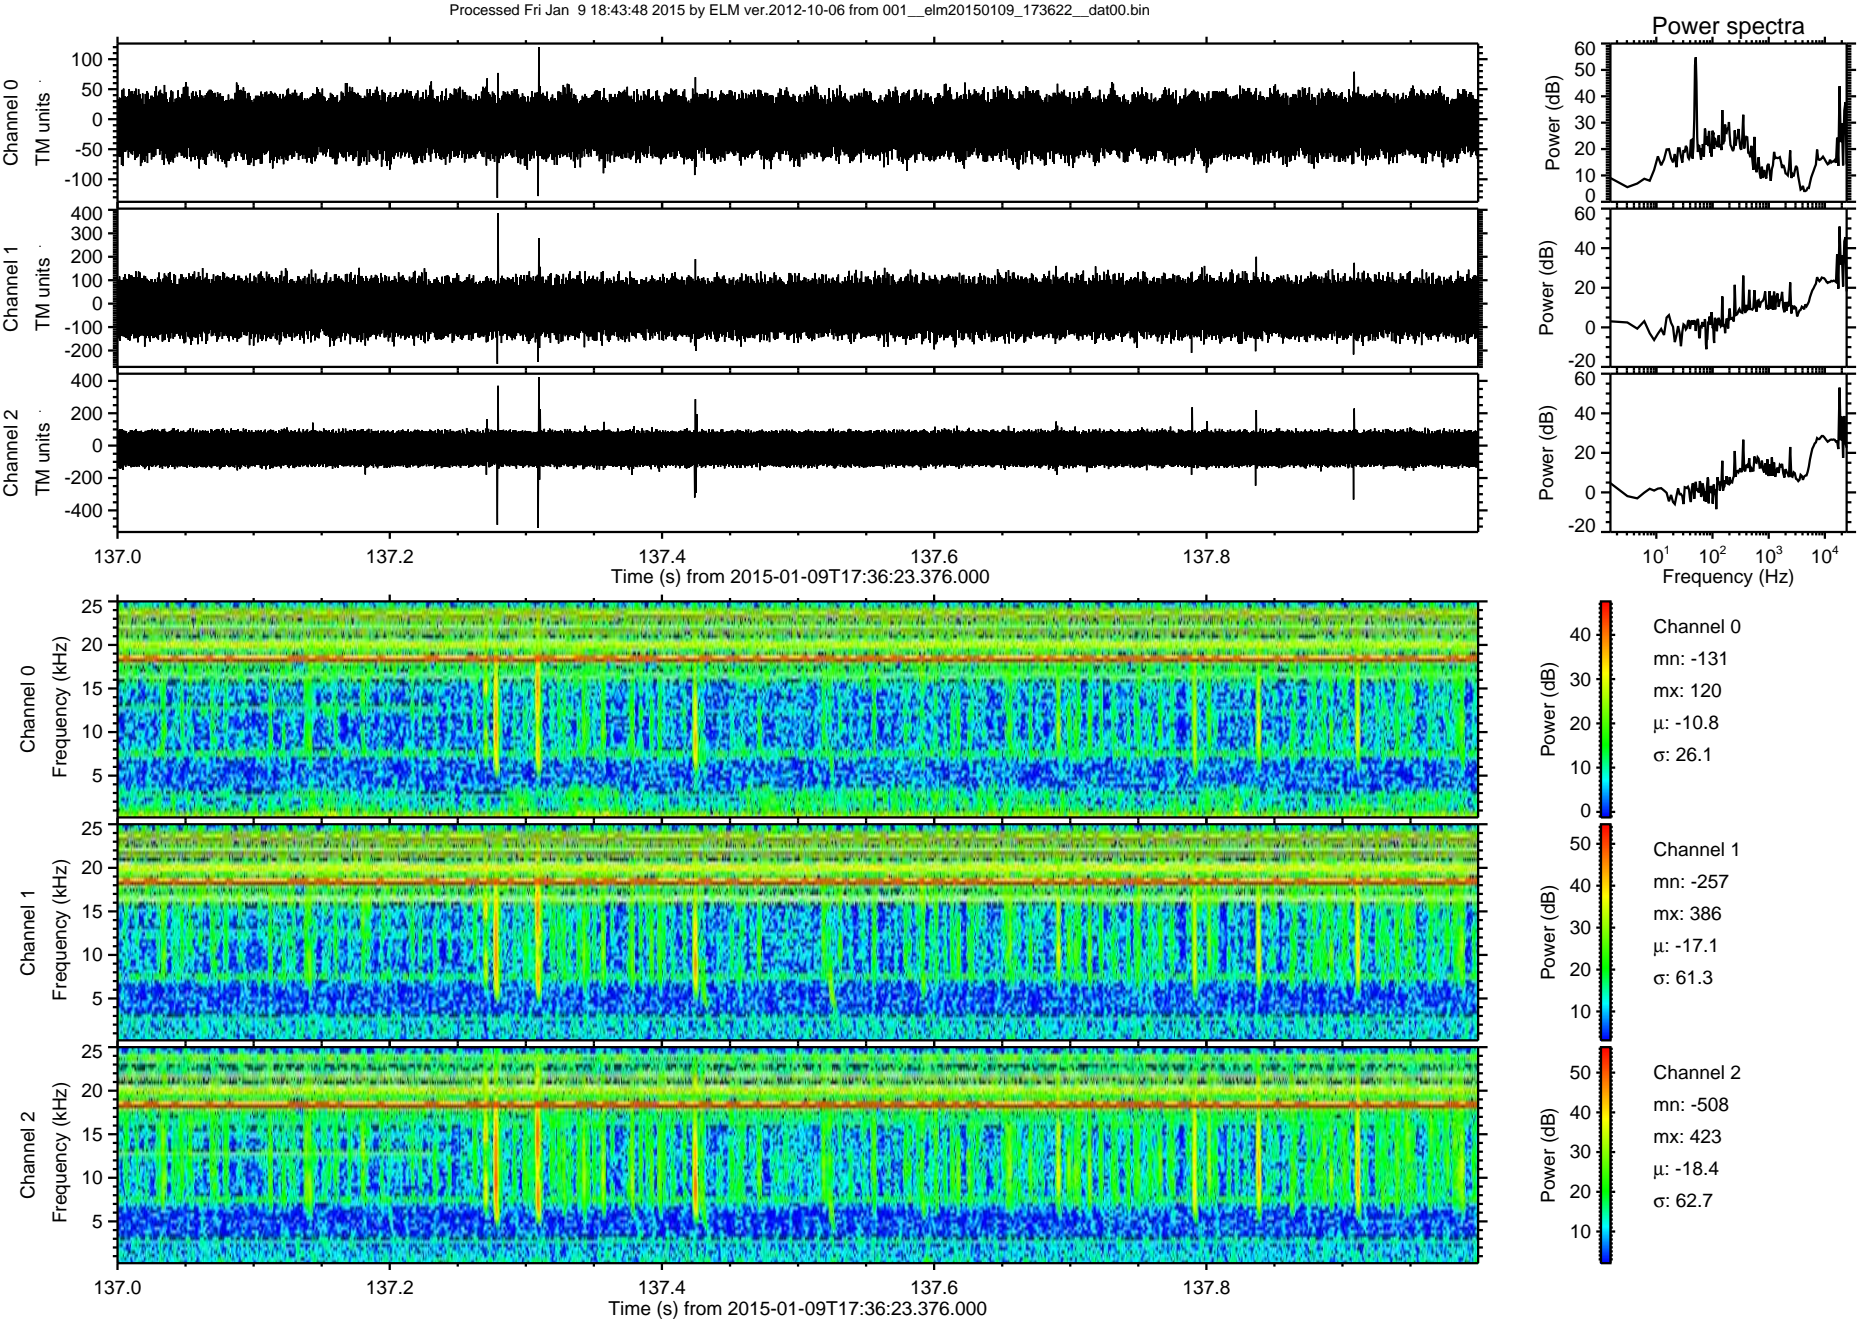 Processed Fri Jan  9 18:43:48 2015 by ELM ver.2012-10-06 from 001__elm20150109_173622__dat00.bin
Power spectra
Channel 0
TM units
100
50
0
-50
-100
Power (dB)
60
50
40
30
20
10
0
Channel 1
TM units
400
300
200
100
0
-100
-200
Power (dB)
60
40
20
0
-20
Channel 2
TM units
400
200
0
-200
-400
Power (dB)
60
40
20
0
-20
137.0 137.2 137.4 137.6 137.8
Time (s) from 2015-01-09T17:36:23.376.000
10¹ 10² 10³ 10⁴
Frequency (Hz)
Channel 0
Frequency (kHz)
25
20
15
10
5
Power (dB)
40
30
20
10
0
Channel 0
mn: -131
mx: 120
μ: -10.8
σ: 26.1
Channel 1
Frequency (kHz)
25
20
15
10
5
Power (dB)
50
40
30
20
10
Channel 1
mn: -257
mx: 386
μ: -17.1
σ: 61.3
Channel 2
Frequency (kHz)
25
20
15
10
5
Power (dB)
50
40
30
20
10
Channel 2
mn: -508
mx: 423
μ: -18.4
σ: 62.7
137.0 137.2 137.4 137.6 137.8
Time (s) from 2015-01-09T17:36:23.376.000